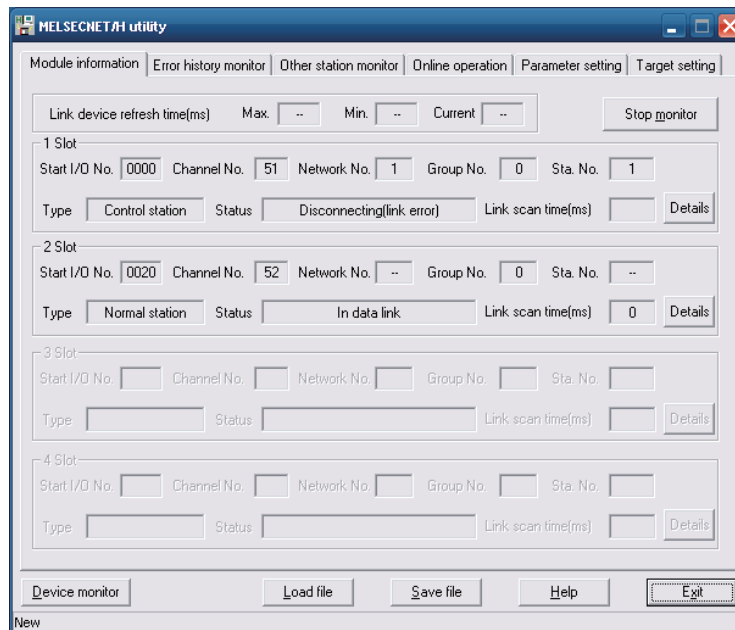 MELSECNET/H utility
Module information Error history monitor Other station monitor Online operation Parameter setting Target setting
Link device refresh time(ms) Max. -- Min. -- Current -- Stop monitor
1 Slot
Start I/O No. 0000 Channel No. 51 Network No. 1 Group No. 0 Sta. No. 1
Type Control station Status Disconnecting(link error) Link scan time(ms) Details
2 Slot
Start I/O No. 0020 Channel No. 52 Network No. -- Group No. 0 Sta. No. --
Type Normal station Status In data link Link scan time(ms) 0 Details
3 Slot
Start I/O No. Channel No. Network No. Group No. Sta. No.
Type Status Link scan time(ms) Details
4 Slot
Start I/O No. Channel No. Network No. Group No. Sta. No.
Type Status Link scan time(ms) Details
Device monitor Load file Save file Help Exit
New